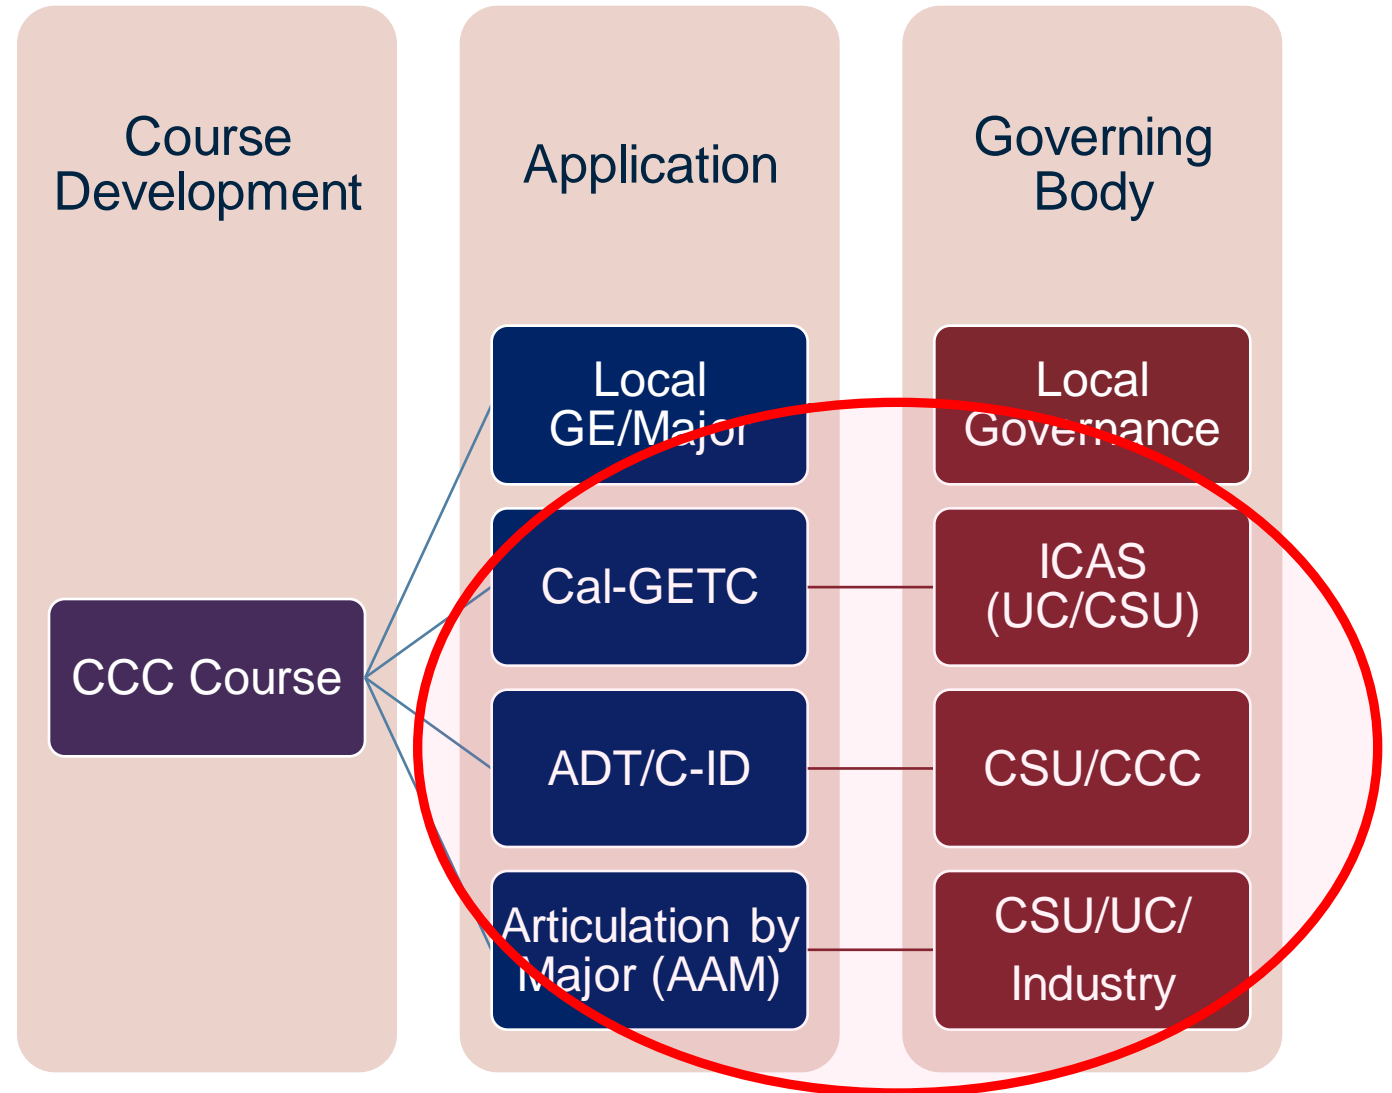 Course
Development
Application
Governing
Body
CCC Course
Local
GE/Major
Cal-GETC
ADT/C-ID
Articulation by
Major (AAM)
Local
Governance
ICAS
(UC/CSU)
CSU/CCC
CSU/UC/
Industry